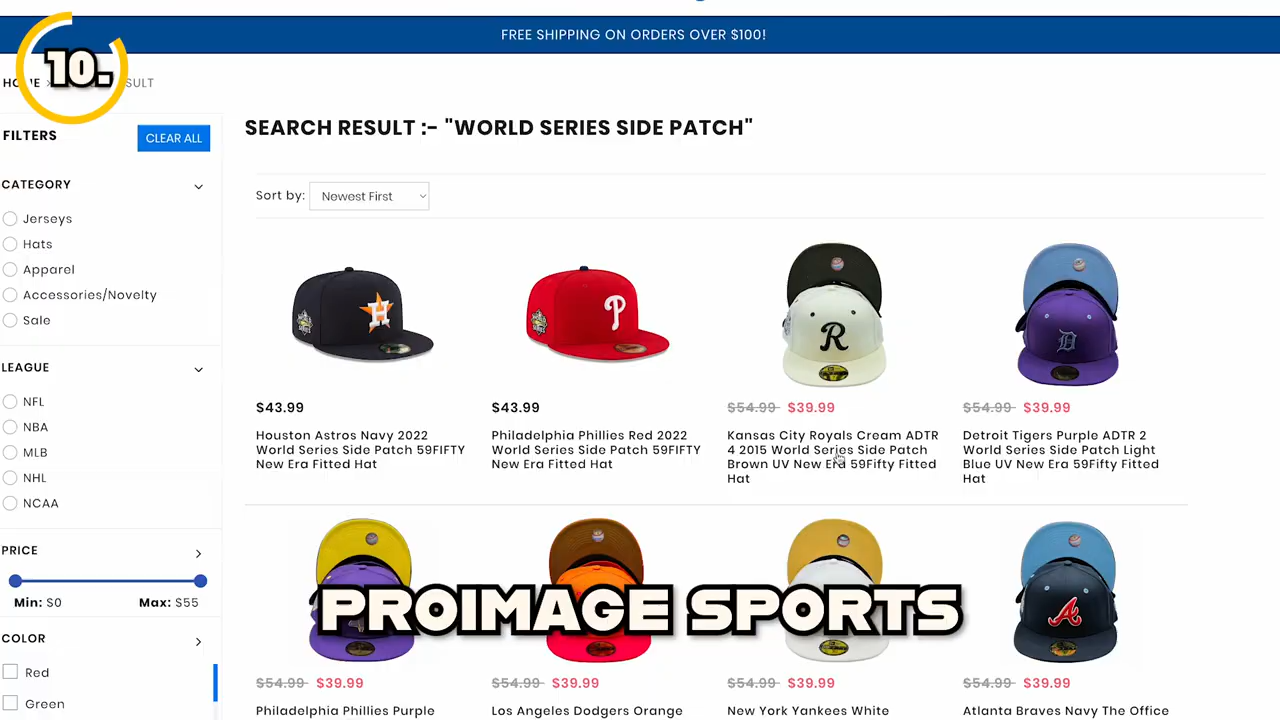 FREE SHIPPING ON ORDERS OVER $100!
10.
HOME
SULT
FILTERS
CLEAR ALL
CATEGORY
Jerseys
Hats
Apparel
Accessories/Novelty
Sale
LEAGUE
NFL
NBA
MLB
NHL
NCAA
PRICE
Min: $0 Max: $55
COLOR
Red
Green
SEARCH RESULT :- "WORLD SERIES SIDE PATCH"
Sort by: Newest First
$43.99
Houston Astros Navy 2022
World Series Side Patch 59FIFTY
New Era Fitted Hat
$43.99
Philadelphia Phillies Red 2022
World Series Side Patch 59FIFTY
New Era Fitted Hat
$54.99 $39.99
Kansas City Royals Cream ADTR
4 2015 World Series Side Patch
Brown UV New Era 59Fifty Fitted
Hat
$54.99 $39.99
Detroit Tigers Purple ADTR 2
World Series Side Patch Light
Blue UV New Era 59Fifty Fitted
Hat
PROIMAGE SPORTS
$54.99 $39.99
Philadelphia Phillies Purple
$54.99 $39.99
Los Angeles Dodgers Orange
$54.99 $39.99
New York Yankees White
$54.99 $39.99
Atlanta Braves Navy The Office